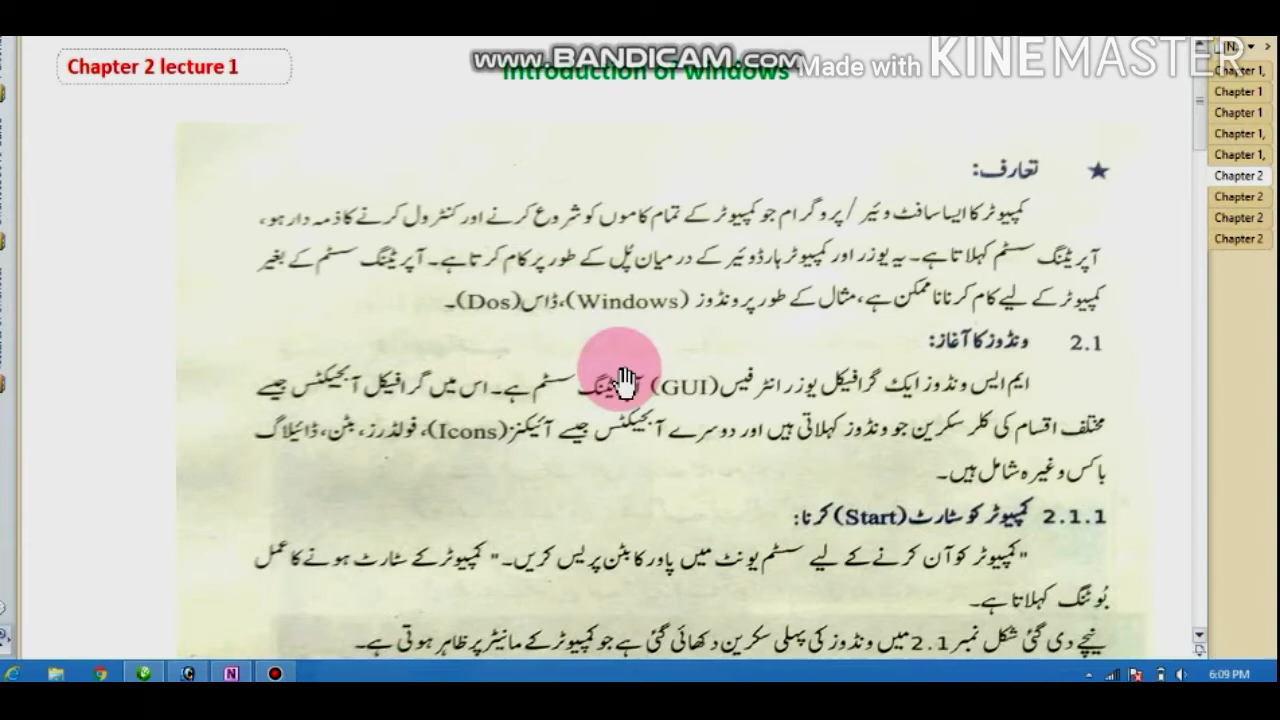 www.BANDICAM.com
Made with KINEMASTER
Chapter 2 lecture 1
Introduction of windows
تعارف:
کمپیوٹر کا ایسا سافٹ وئیر / پروگرام جو کمپیوٹر کے تمام کاموں کو شروع کرنے اور کنٹرول کرنے کا ذمہ دار ہو،
آپریٹنگ سسٹم کہلاتا ہے۔ یہ یوزر اور کمپیوٹر ہارڈوئیر کے درمیان پُل کے طور پر کام کرتا ہے۔ آپریٹنگ سسٹم کے بغیر
کمپیوٹر کے لیے کام کرنا ناممکن ہے، مثال کے طور پر ونڈوز (Windows)، ڈاس (Dos)۔
2.1 ونڈوز کا آغاز:
ایم ایس ونڈوز ایک گرافیکل یوزر انٹرفیس (GUI) آپریٹنگ سسٹم ہے۔ اس میں گرافیکل آبجیکٹس جیسے
مختلف اقسام کی کلر سکرین جو ونڈوز کہلاتی ہیں اور دوسرے آبجیکٹس جیسے آئیکنز (Icons)، فولڈرز، بٹن، ڈائیلاگ
باکس وغیرہ شامل ہیں۔
2.1.1 کمپیوٹر کو سٹارٹ (Start) کرنا:
"کمپیوٹر کو آن کرنے کے لیے سسٹم یونٹ میں پاور کا بٹن پریس کریں۔" کمپیوٹر کے سٹارٹ ہونے کا عمل
بُوٹنگ کہلاتا ہے۔
نیچے دی گئی شکل نمبر 2.1 میں ونڈوز کی پہلی سکرین دکھائی گئی ہے جو کمپیوٹر کے مانیٹر پر ظاہر ہوتی ہے۔
Chapter 1,
Chapter 1
Chapter 1
Chapter 1,
Chapter 1,
Chapter 2
Chapter 2
Chapter 2
Chapter 2
6:09 PM